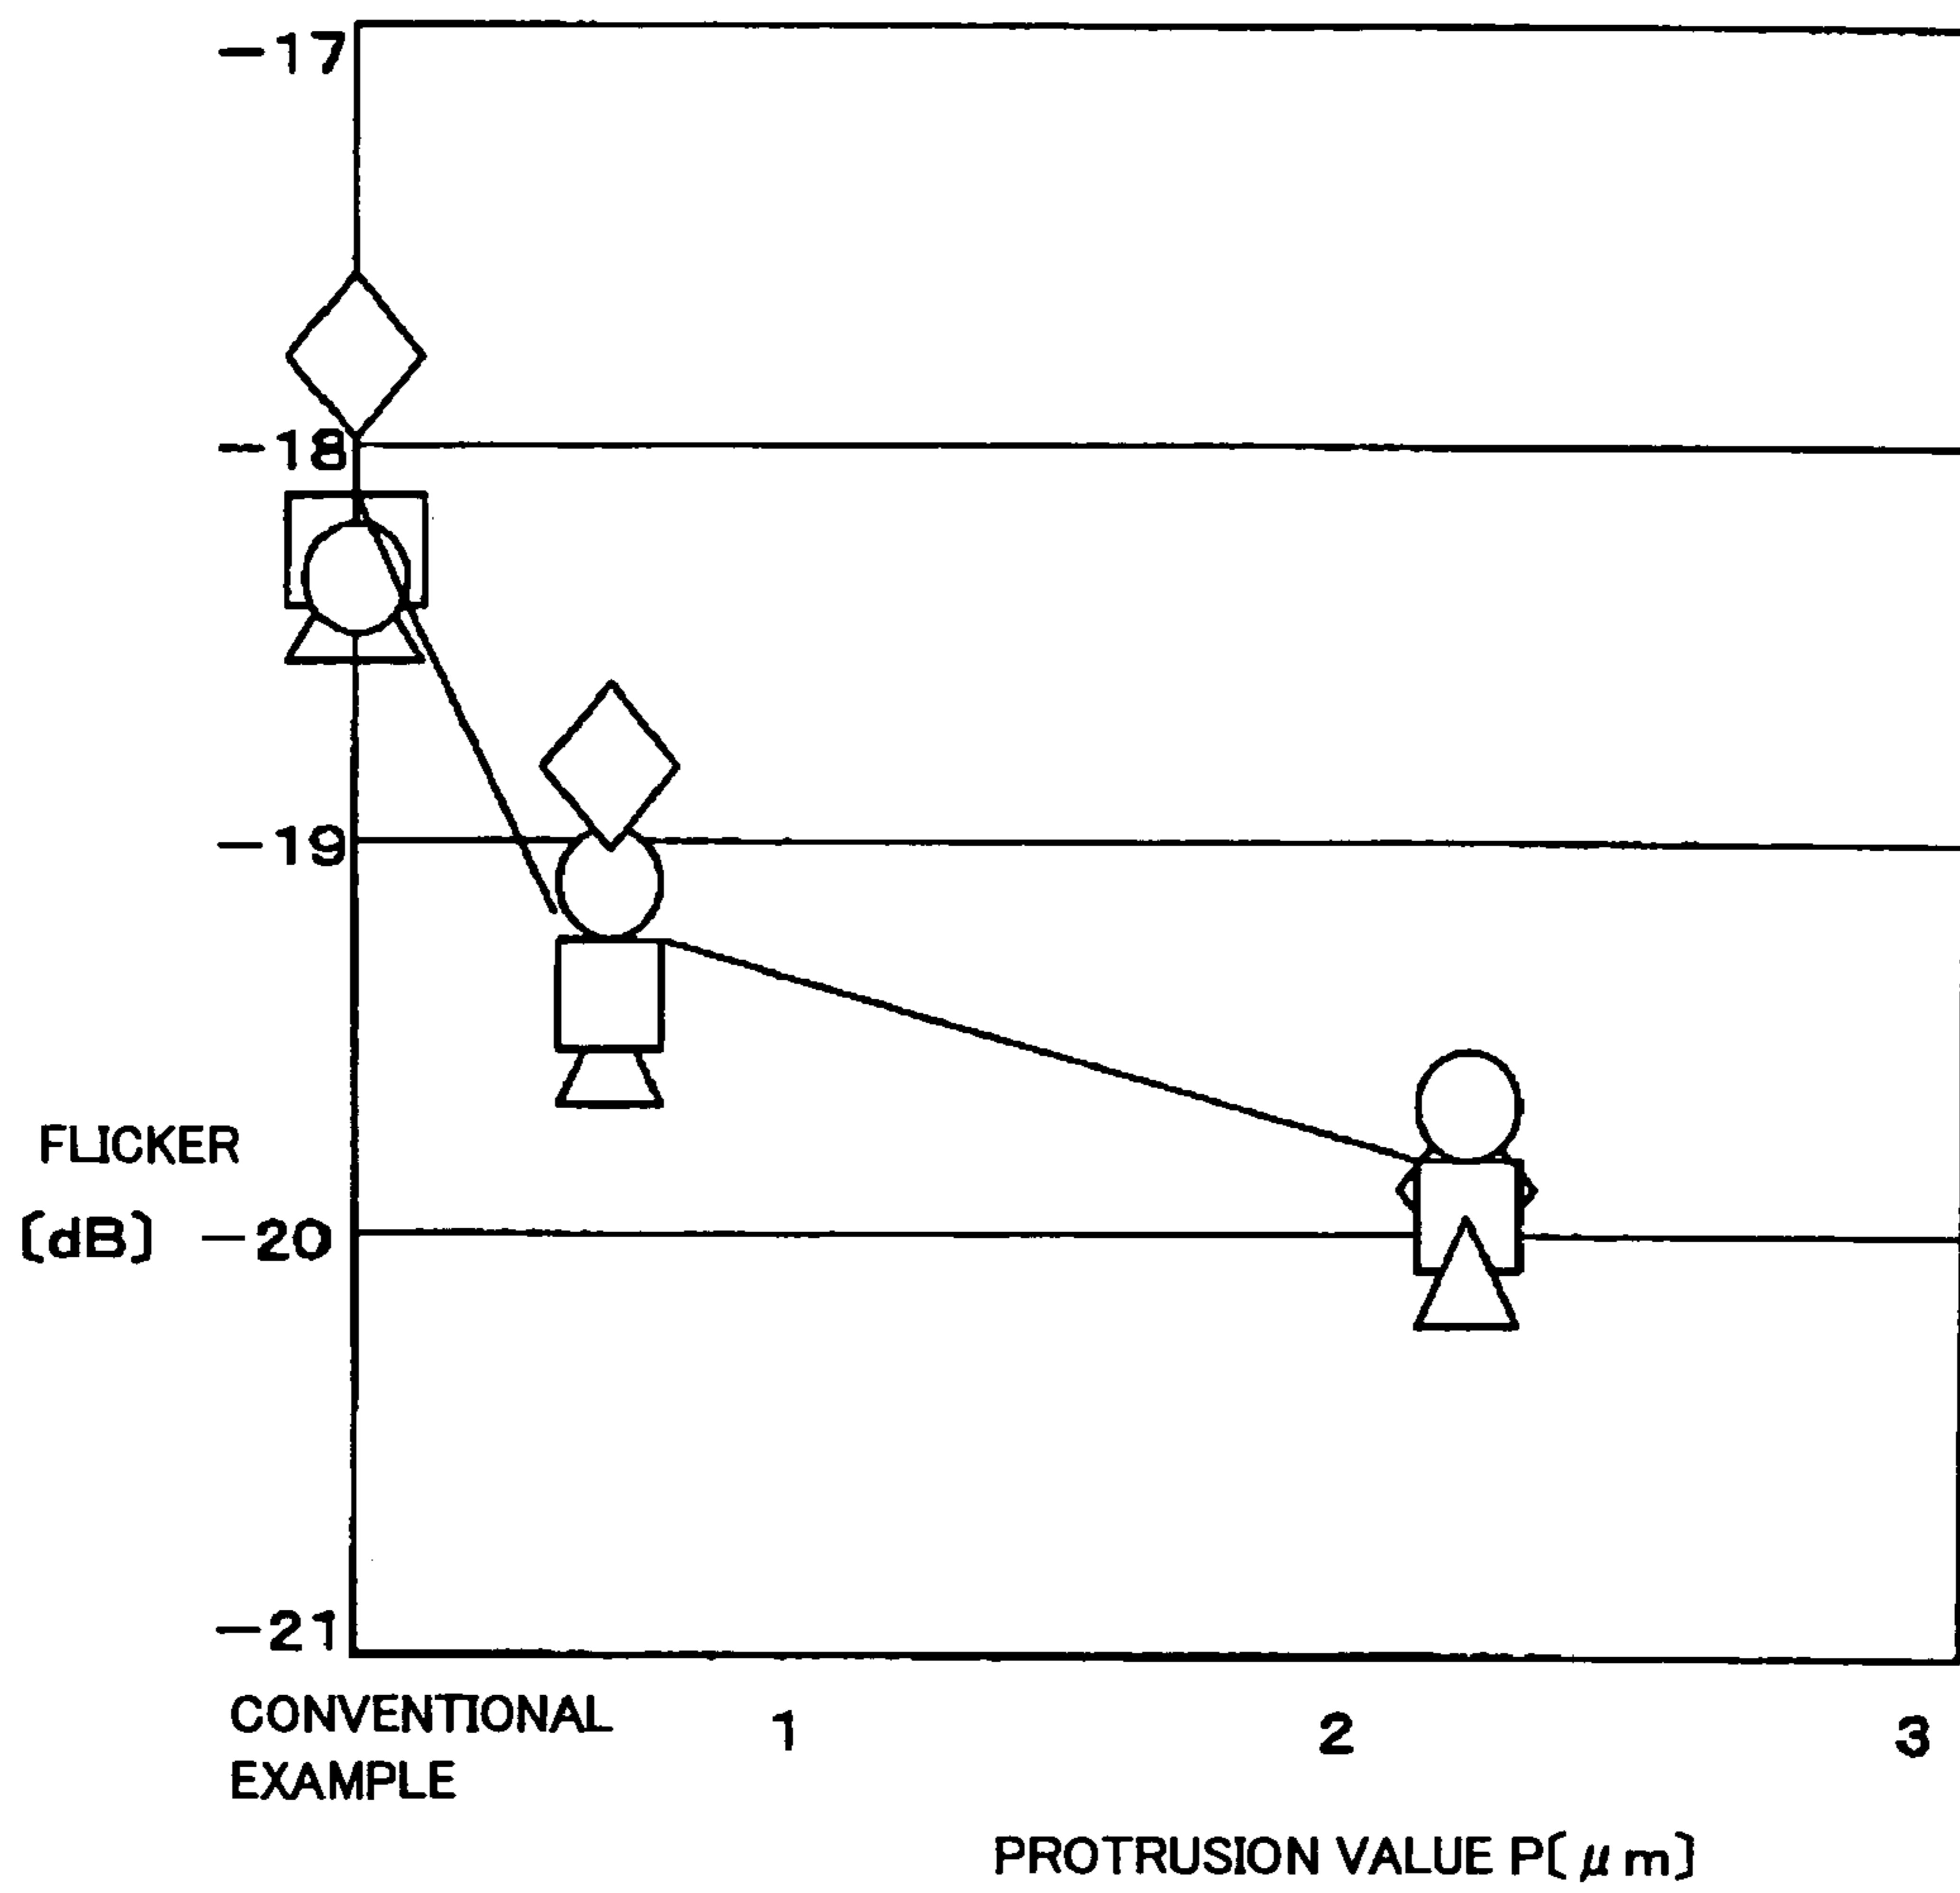 −17
−18
−19
FLICKER
[dB] −20
−21
CONVENTIONAL
EXAMPLE
1 2 3
PROTRUSION VALUE P[μm]